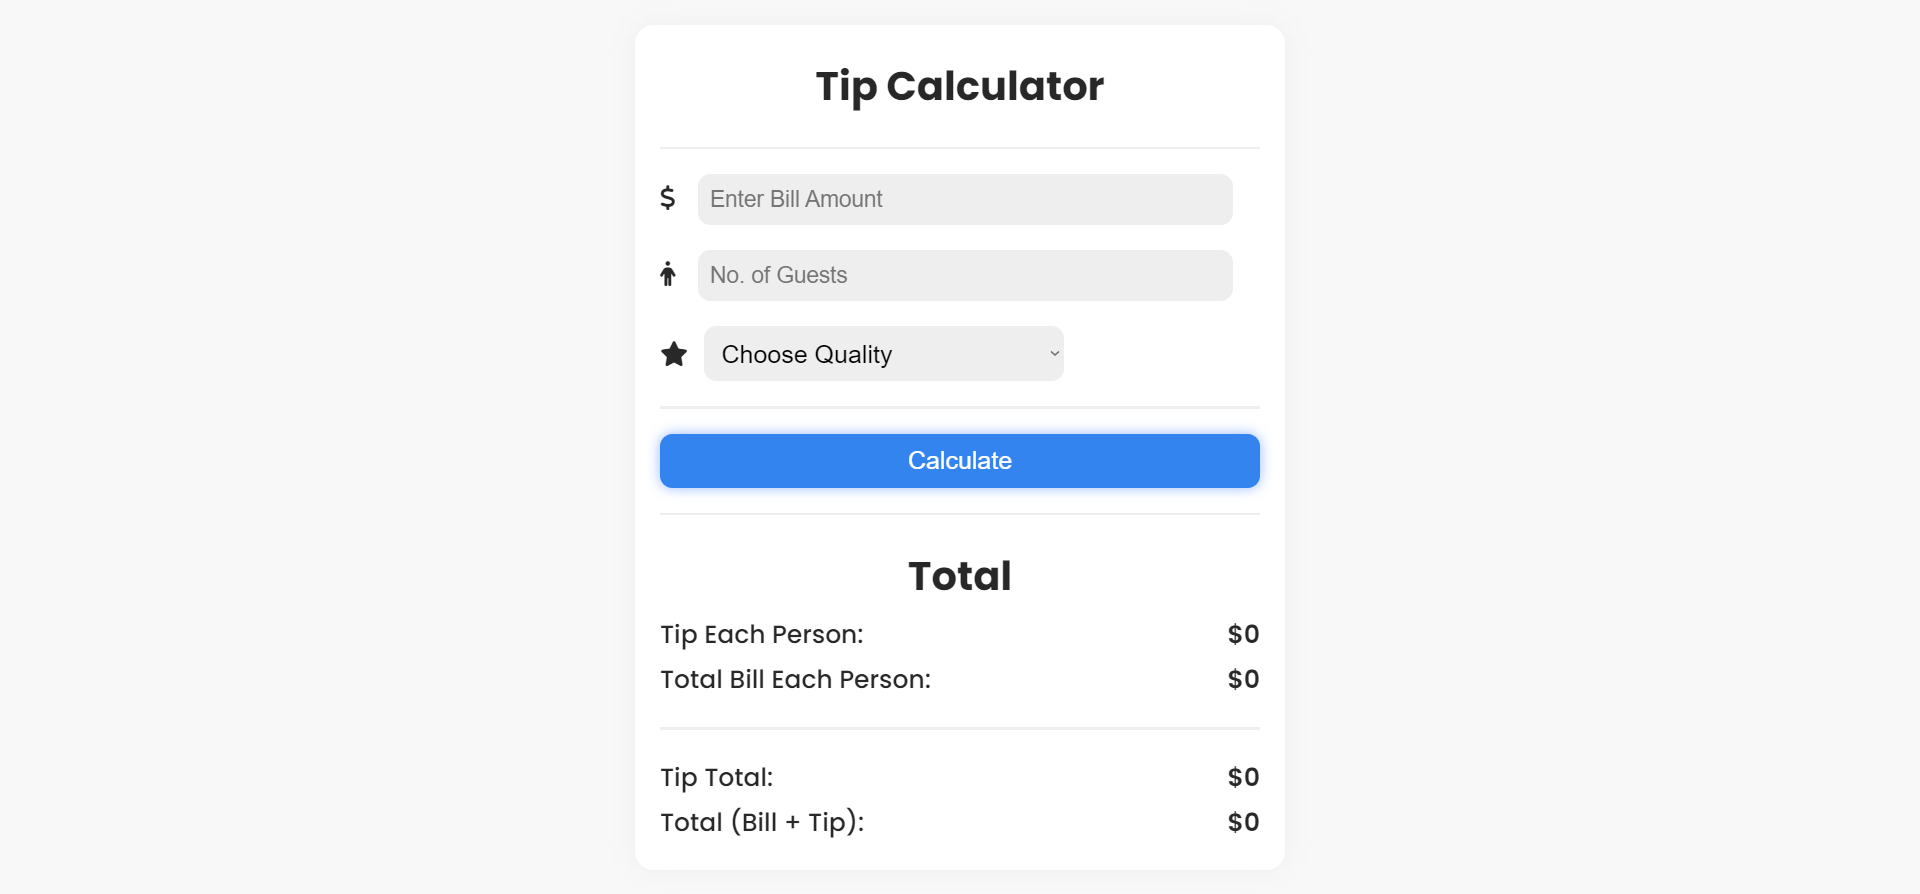 Tip Calculator
$
Enter Bill Amount
No. of Guests
Choose Quality
Calculate
Total
Tip Each Person: $0
Total Bill Each Person: $0
Tip Total: $0
Total (Bill + Tip): $0